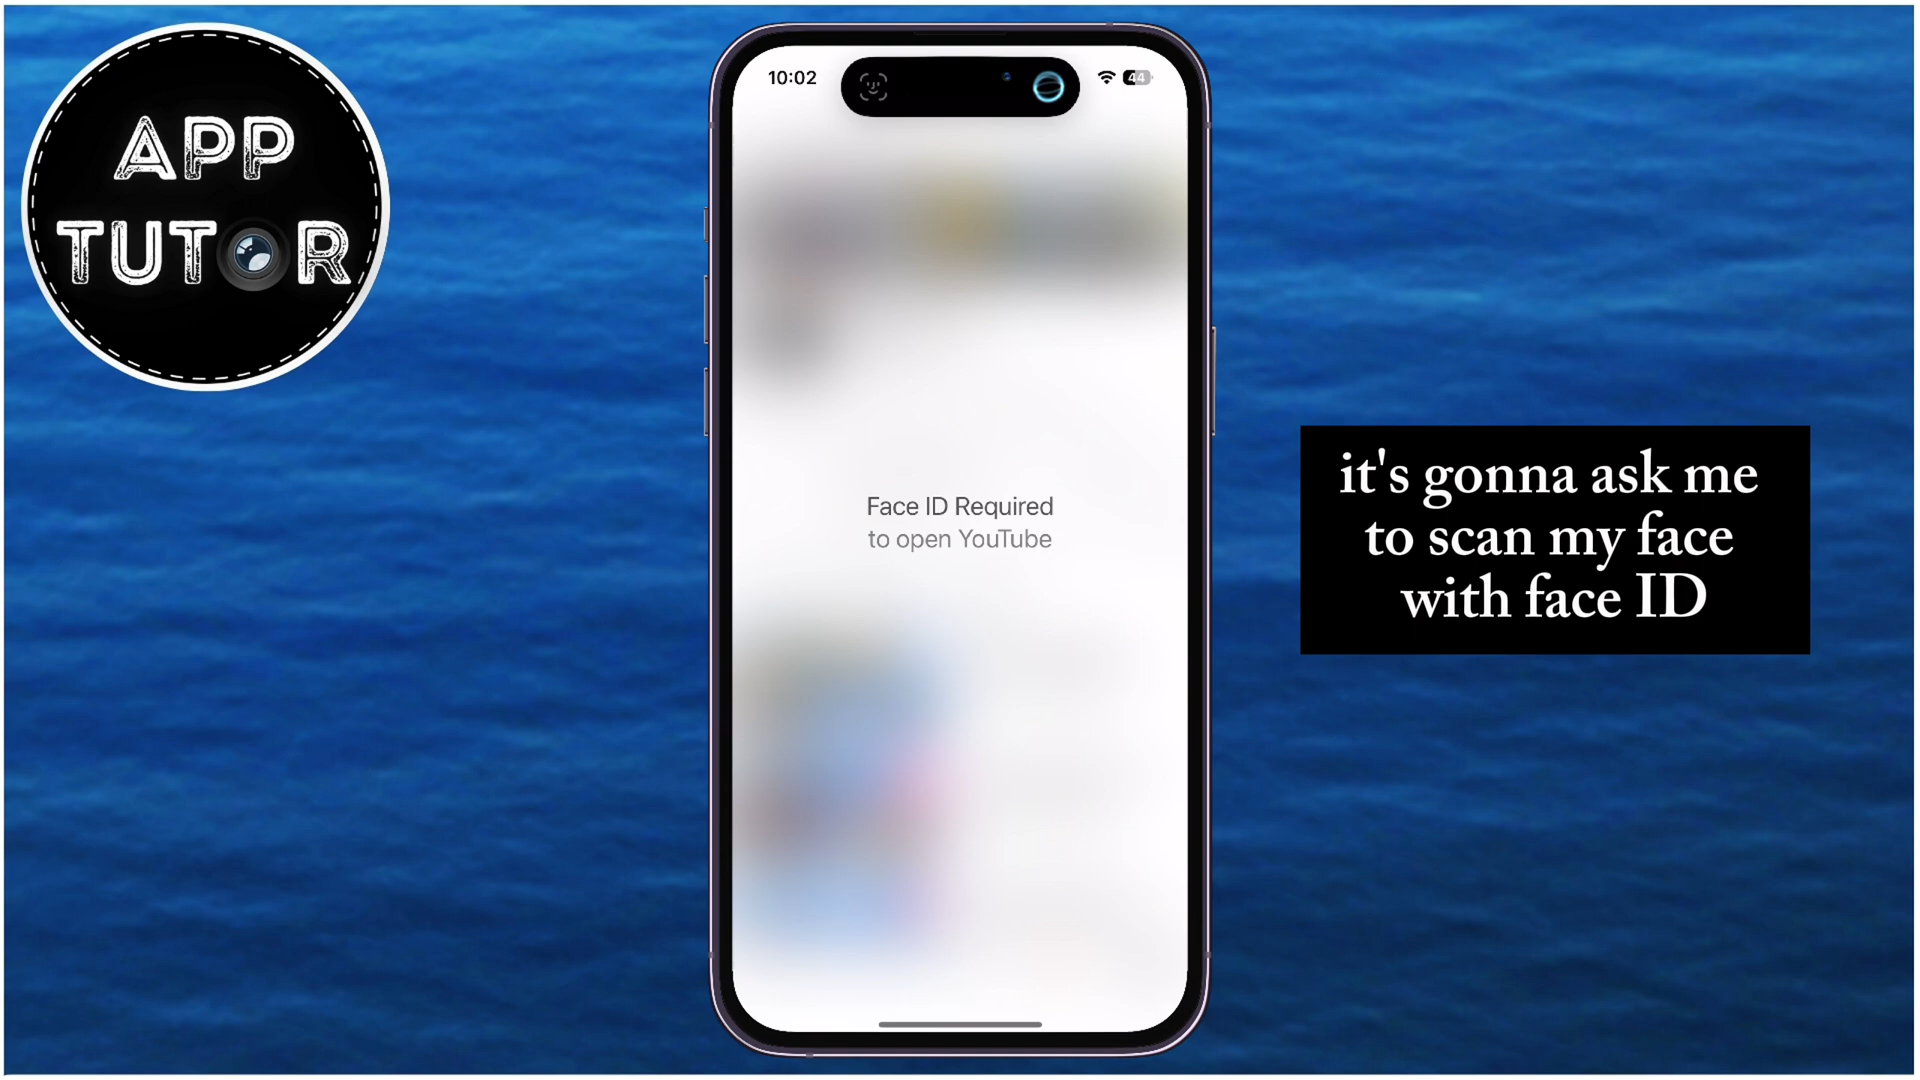 APP
TUTOR
10:02
44
Face ID Required
to open YouTube
it's gonna ask me
to scan my face
with face ID